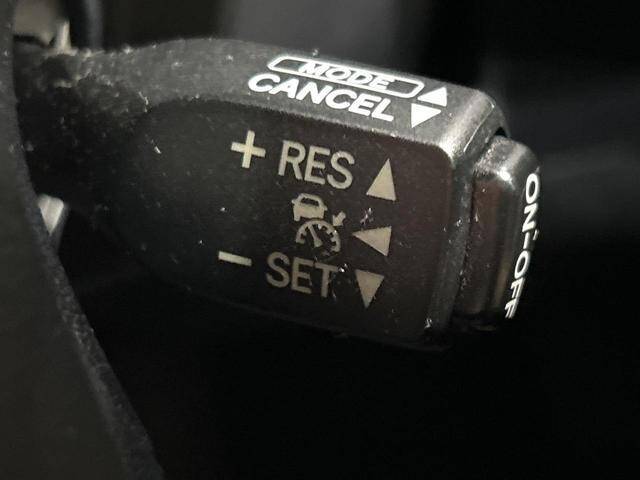 MODE
CANCEL
+ RES
- SET
ON-OFF